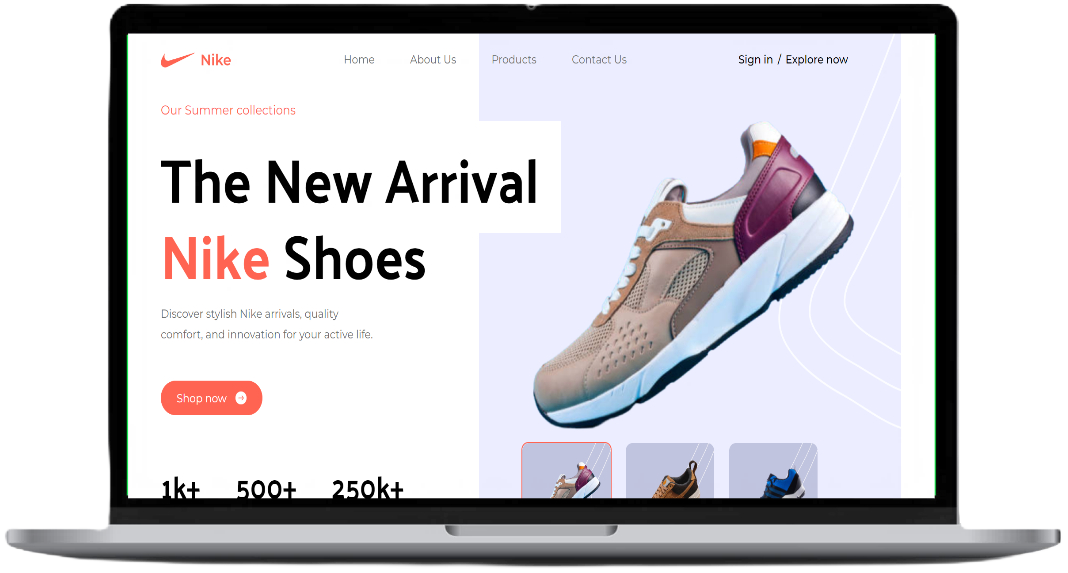 Nike
Home About Us Products Contact Us
Sign in / Explore now
Our Summer collections
The New Arrival
Nike Shoes
Discover stylish Nike arrivals, quality
comfort, and innovation for your active life.
Shop now
1k+ 500+ 250k+